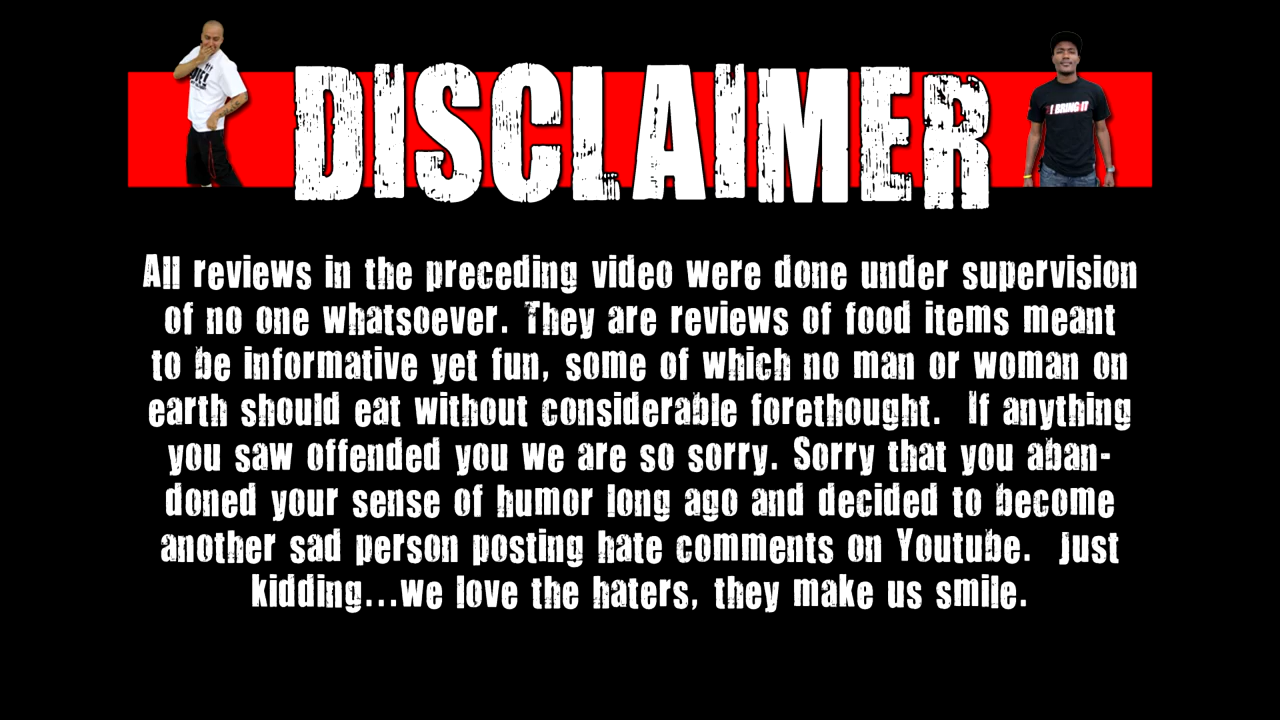 DISCLAIMER
I BRING IT
All reviews in the preceding video were done under supervision
of no one whatsoever. They are reviews of food items meant
to be informative yet fun, some of which no man or woman on
earth should eat without considerable forethought. If anything
you saw offended you we are so sorry. Sorry that you aban-
doned your sense of humor long ago and decided to become
another sad person posting hate comments on Youtube. Just
kidding...we love the haters, they make us smile.